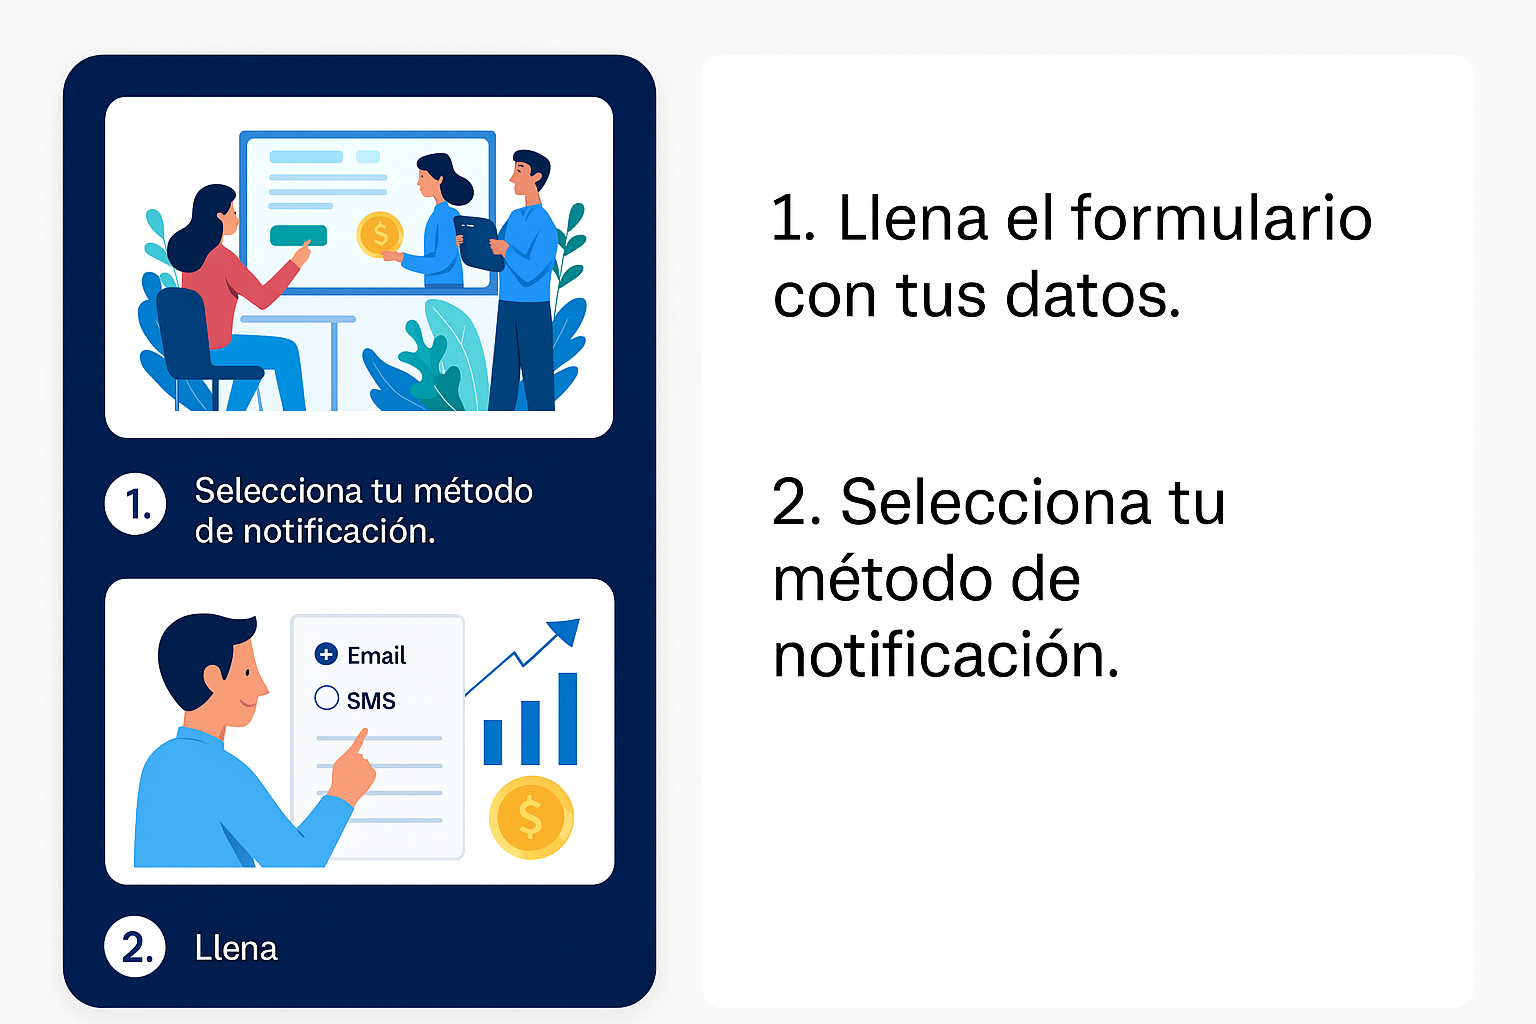 $
1. Selecciona tu método
de notificación.
Email
SMS
$
2. Llena
1. Llena el formulario
con tus datos.
2. Selecciona tu
método de
notificación.